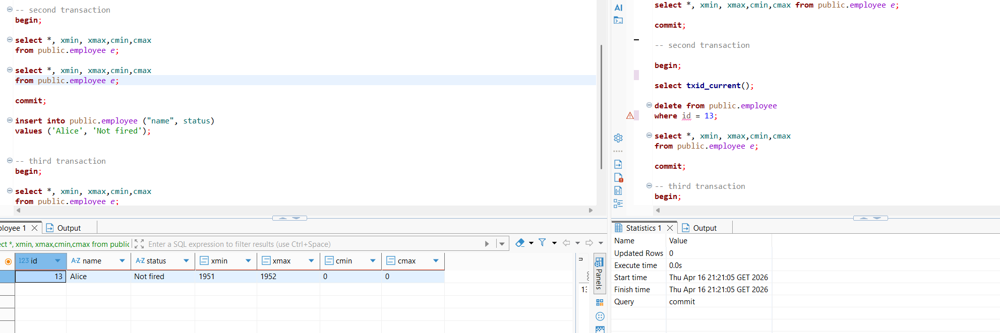 -- second transaction
begin;
select *, xmin, xmax,cmin,cmax
from public.employee e;
select *, xmin, xmax,cmin,cmax
from public.employee e;
commit;
insert into public.employee ("name", status)
values ('Alice', 'Not fired');
-- third transaction
begin;
select *, xmin, xmax,cmin,cmax
from public.employee e;
ployee 1
Output
ect *, xmin, xmax,cmin,cmax from public
Enter a SQL expression to filter results (use Ctrl+Space)
123 id A-Z name A-Z status xmin xmax cmin cmax
13 Alice Not fired 1951 1952 0 0
Panels
AI
select *, xmin, xmax,cmin,cmax from public.employee e;
commit;
-- second transaction
begin;
select txid_current();
delete from public.employee
where id = 13;
select *, xmin, xmax,cmin,cmax
from public.employee e;
commit;
-- third transaction
begin;
Statistics 1
Output
Name Value
Updated Rows 0
Execute time 0.0s
Start time Thu Apr 16 21:21:05 GET 2026
Finish time Thu Apr 16 21:21:05 GET 2026
Query commit